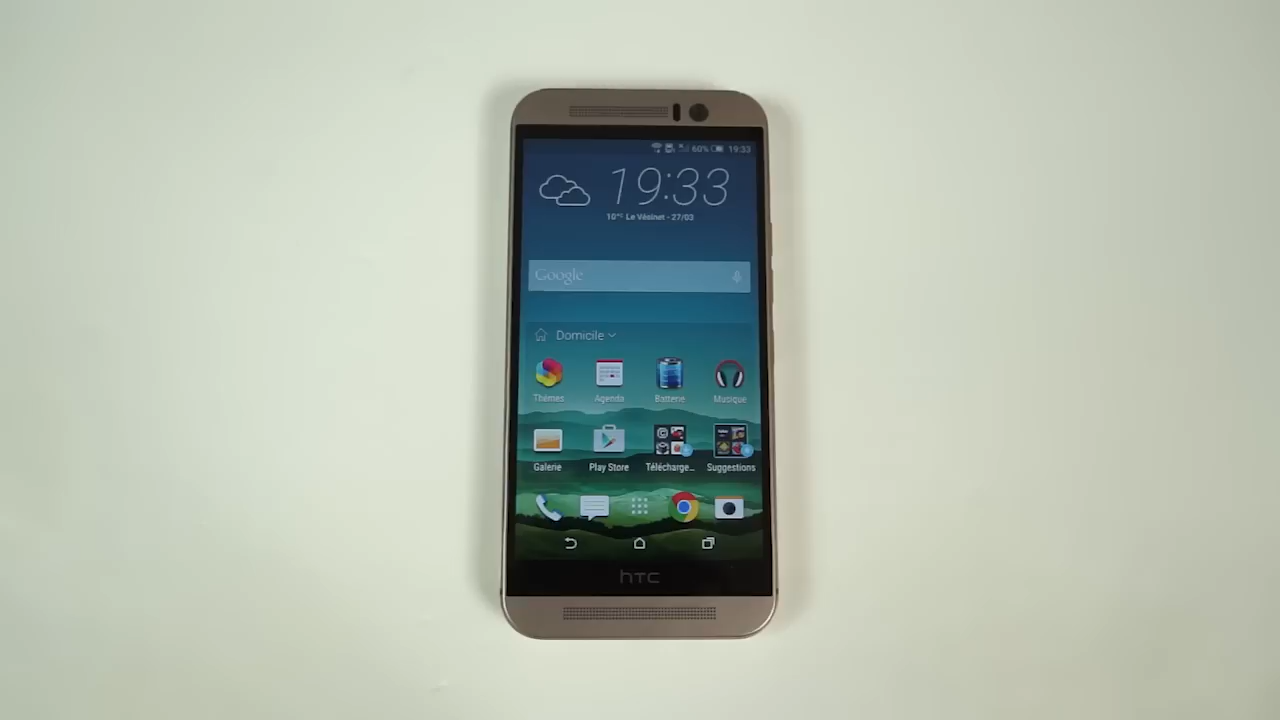 60% 19:33
19:33
10°C Le Vésinet - 27/03
Google
Domicile
Thèmes Agenda Batterie Musique
Galerie Play Store Télécharge... Suggestions
hTC